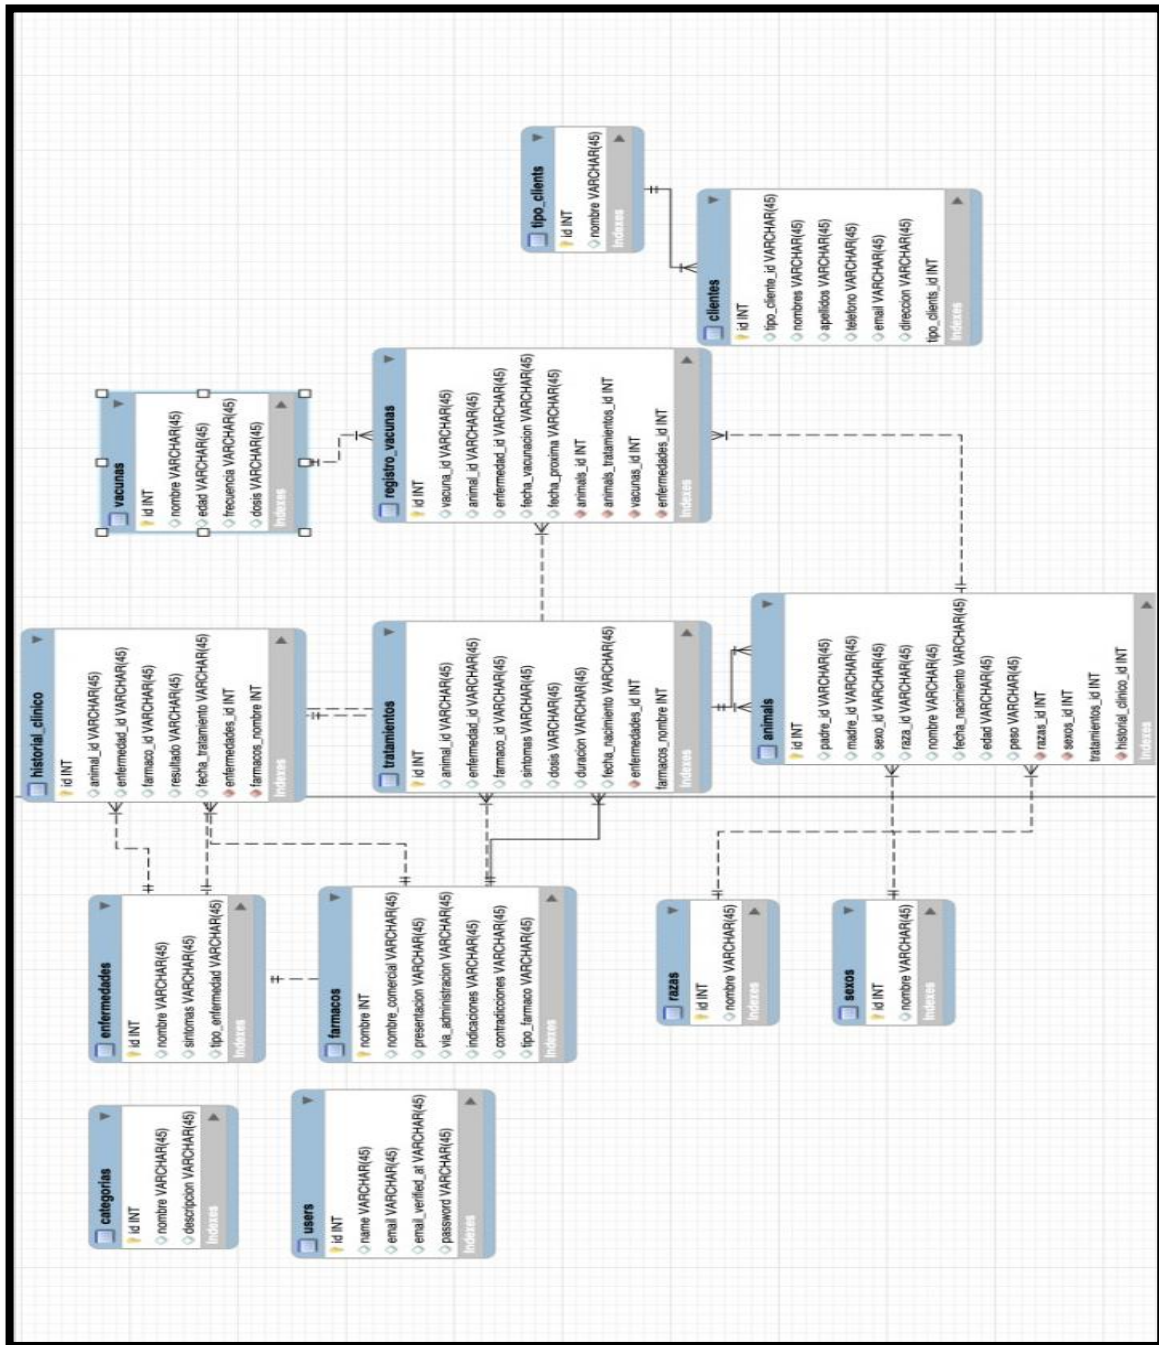 categorias
id INT
nombre VARCHAR(45)
descripcion VARCHAR(45)
Indexes
enfermedades
id INT
nombre VARCHAR(45)
sintomas VARCHAR(45)
tipo_enfermedad VARCHAR(45)
Indexes
historial_clinico
id INT
animal_id VARCHAR(45)
enfermedad_id VARCHAR(45)
farmaco_id VARCHAR(45)
resultado VARCHAR(45)
fecha_tratamiento VARCHAR(45)
enfermedades_id INT
farmacos_nombre INT
Indexes
vacunas
id INT
nombre VARCHAR(45)
edad VARCHAR(45)
frecuencia VARCHAR(45)
dosis VARCHAR(45)
Indexes
users
id INT
name VARCHAR(45)
email VARCHAR(45)
email_verified_at VARCHAR(45)
password VARCHAR(45)
Indexes
farmacos
nombre INT
nombre_comercial VARCHAR(45)
presentacion VARCHAR(45)
via_administracion VARCHAR(45)
indicaciones VARCHAR(45)
contradicciones VARCHAR(45)
tipo_farmaco VARCHAR(45)
Indexes
tratamientos
id INT
animal_id VARCHAR(45)
enfermedad_id VARCHAR(45)
farmaco_id VARCHAR(45)
sintomas VARCHAR(45)
dosis VARCHAR(45)
duracion VARCHAR(45)
fecha_nacimiento VARCHAR(45)
enfermedades_id INT
farmacos_nombre INT
Indexes
registro_vacunas
id INT
vacuna_id VARCHAR(45)
animal_id VARCHAR(45)
enfermedad_id VARCHAR(45)
fecha_vacunacion VARCHAR(45)
fecha_proxima VARCHAR(45)
animals_id INT
animals_tratamientos_id INT
vacunas_id INT
enfermedades_id INT
Indexes
tipo_clients
id INT
nombre VARCHAR(45)
Indexes
razas
id INT
nombre VARCHAR(45)
Indexes
sexos
id INT
nombre VARCHAR(45)
Indexes
animals
id INT
padre_id VARCHAR(45)
madre_id VARCHAR(45)
sexo_id VARCHAR(45)
raza_id VARCHAR(45)
nombre VARCHAR(45)
fecha_nacimiento VARCHAR(45)
edad VARCHAR(45)
peso VARCHAR(45)
razas_id INT
sexos_id INT
tratamientos_id INT
historial_clinico_id INT
Indexes
clientes
id INT
tipo_cliente_id VARCHAR(45)
nombres VARCHAR(45)
apellidos VARCHAR(45)
telefono VARCHAR(45)
email VARCHAR(45)
direccion VARCHAR(45)
tipo_clients_id INT
Indexes